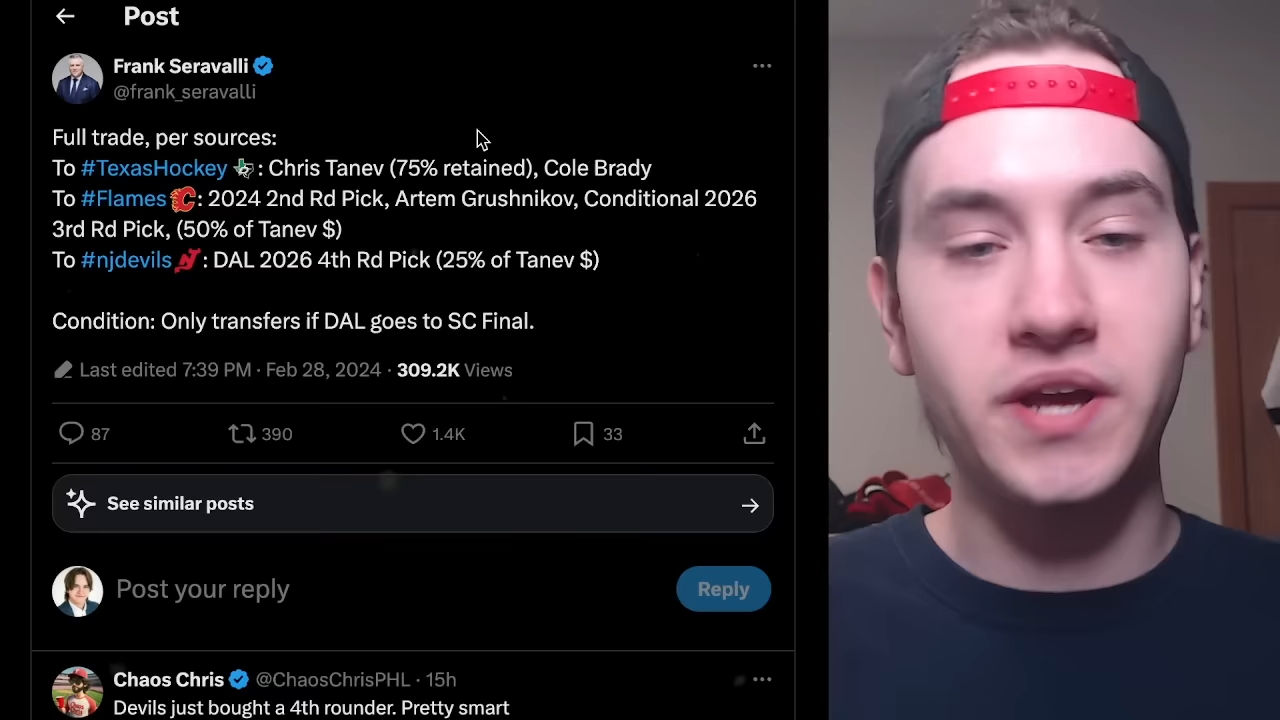 Post
Frank Seravalli
@frank_seravalli
Full trade, per sources:
To #TexasHockey : Chris Tanev (75% retained), Cole Brady
To #Flames : 2024 2nd Rd Pick, Artem Grushnikov, Conditional 2026
3rd Rd Pick, (50% of Tanev $)
To #njdevils : DAL 2026 4th Rd Pick (25% of Tanev $)
Condition: Only transfers if DAL goes to SC Final.
Last edited 7:39 PM · Feb 28, 2024 · 309.2K Views
87 390 1.4K 33
See similar posts
Post your reply Reply
Chaos Chris @ChaosChrisPHL · 15h
Devils just bought a 4th rounder. Pretty smart